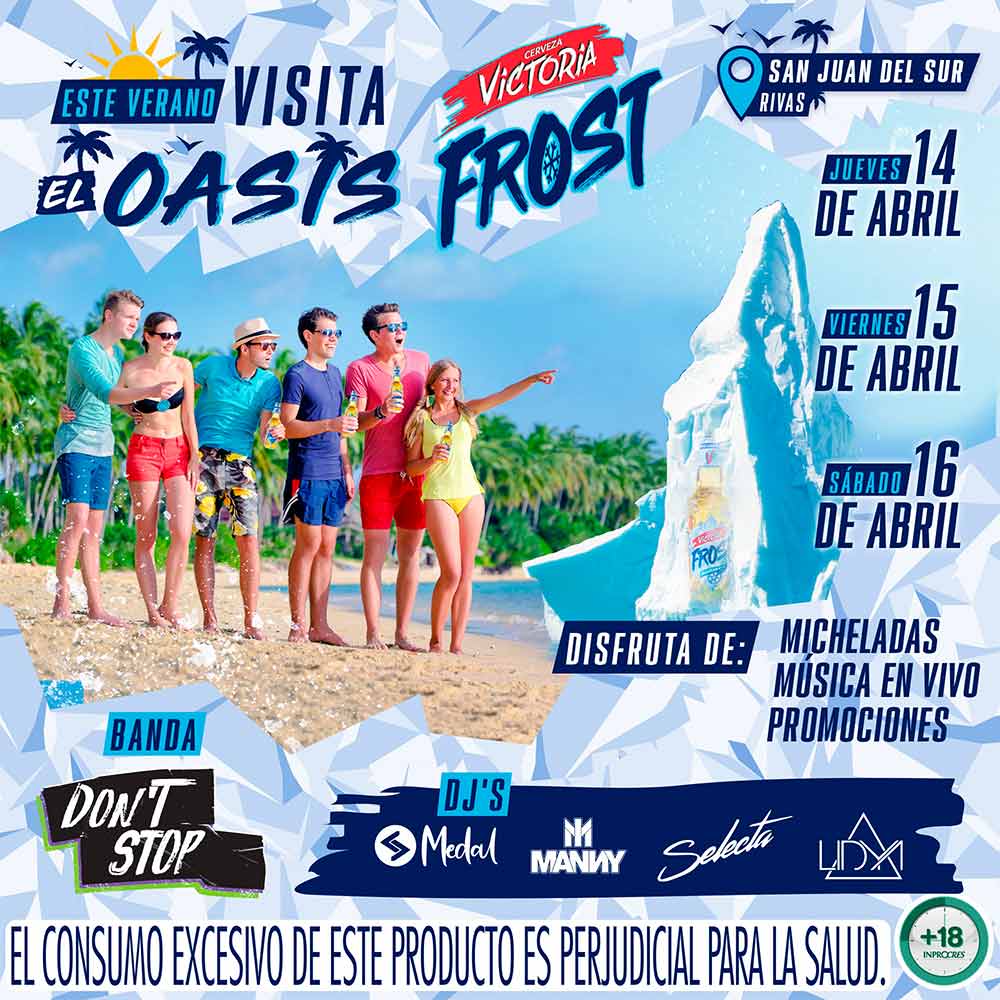 ESTE VERANO VISITA
EL OASIS
CERVEZA
VICTORIA
FROST
SAN JUAN DEL SUR
RIVAS
JUEVES 14
DE ABRIL
VIERNES 15
DE ABRIL
SÁBADO 16
DE ABRIL
VICTORIA
FROST
DISFRUTA DE:
MICHELADAS
MÚSICA EN VIVO
PROMOCIONES
BANDA
DON'T
STOP
DJ'S
Medal
MANNY
Selecta
EL CONSUMO EXCESIVO DE ESTE PRODUCTO ES PERJUDICIAL PARA LA SALUD.
+18
INPROCRES